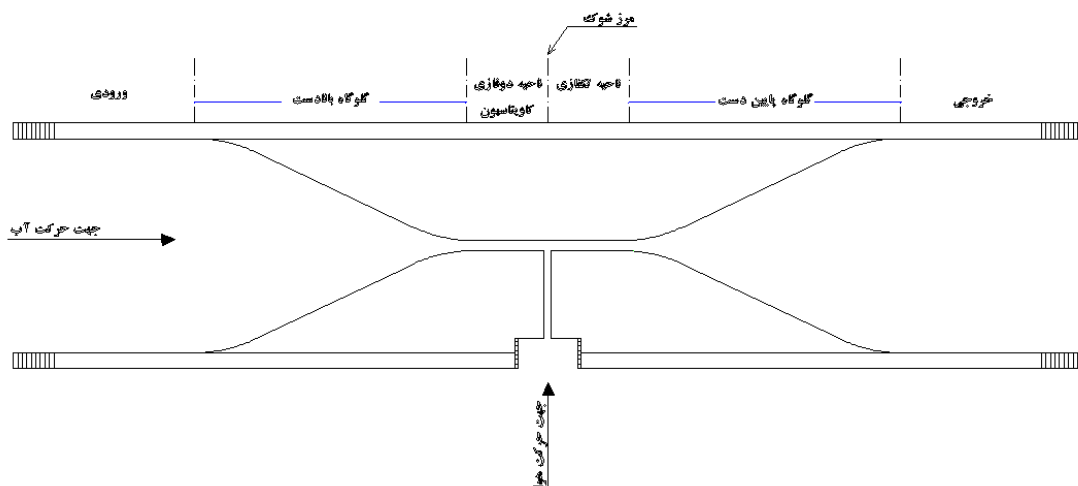 مرز شوک
ورودی
گلوگاه بالادست
ناحیه دوفازی
کاویتاسیون
ناحیه تکفازی
گلوگاه پایین دست
خروجی
جهت حرکت آب
جهت حرکت